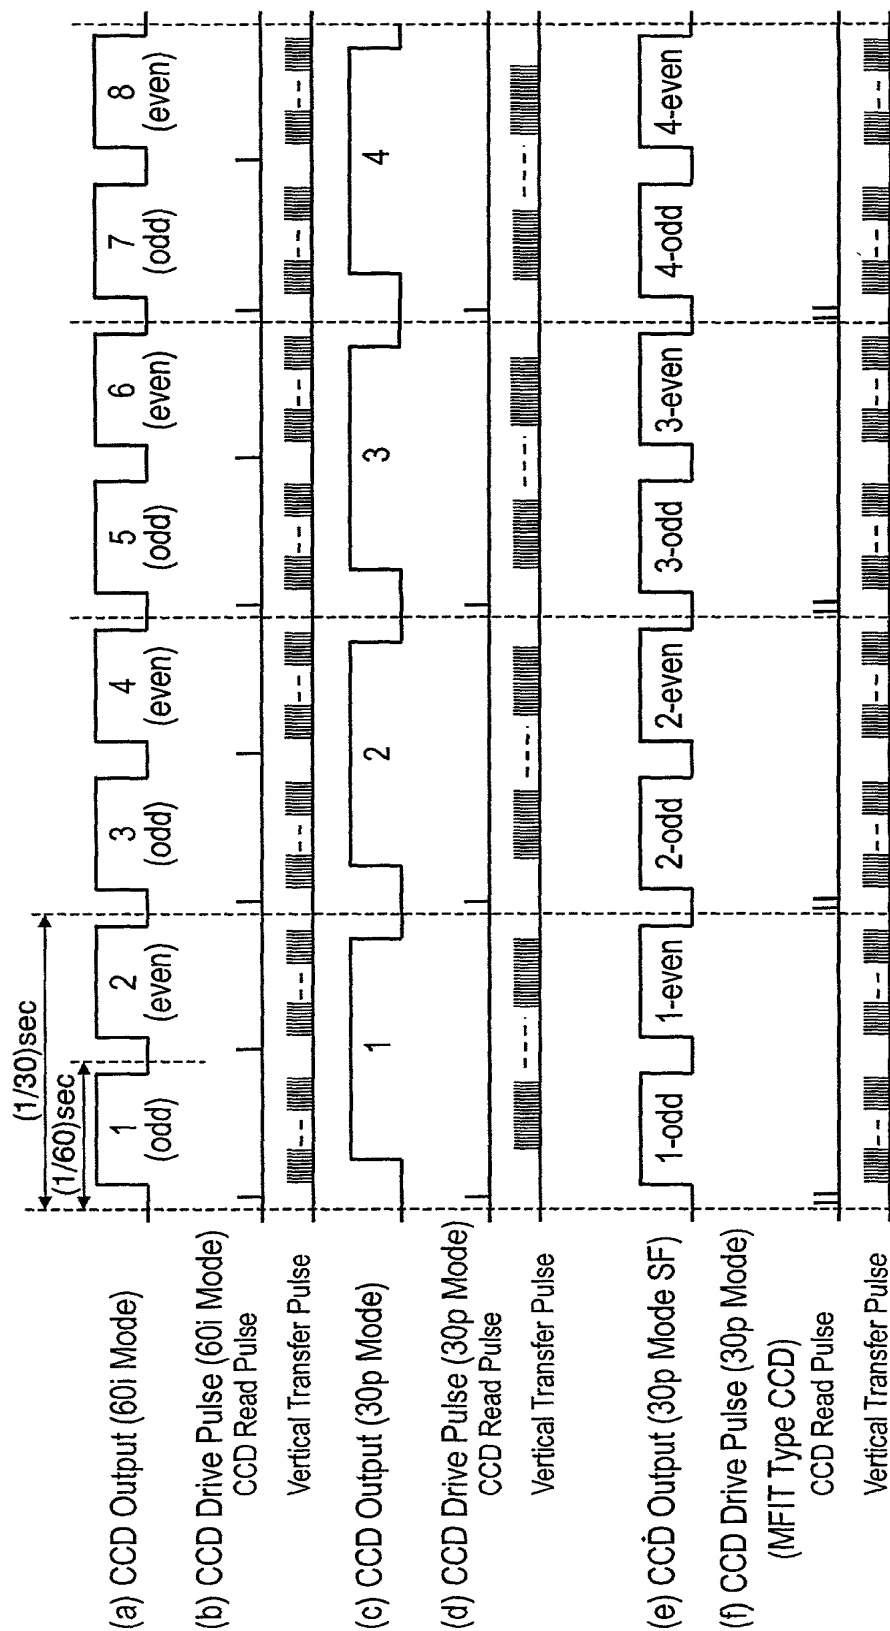 (1/30)sec
(1/60)sec
(a) CCD Output (60i Mode)
1 (odd) 2 (even) 3 (odd) 4 (even) 5 (odd) 6 (even) 7 (odd) 8 (even)
(b) CCD Drive Pulse (60i Mode)
CCD Read Pulse
Vertical Transfer Pulse
(c) CCD Output (30p Mode)
1 2 3 4
(d) CCD Drive Pulse (30p Mode)
CCD Read Pulse
Vertical Transfer Pulse
(e) CCD Output (30p Mode SF)
1-odd 1-even 2-odd 2-even 3-odd 3-even 4-odd 4-even
(f) CCD Drive Pulse (30p Mode)
(MFIT Type CCD)
CCD Read Pulse
Vertical Transfer Pulse